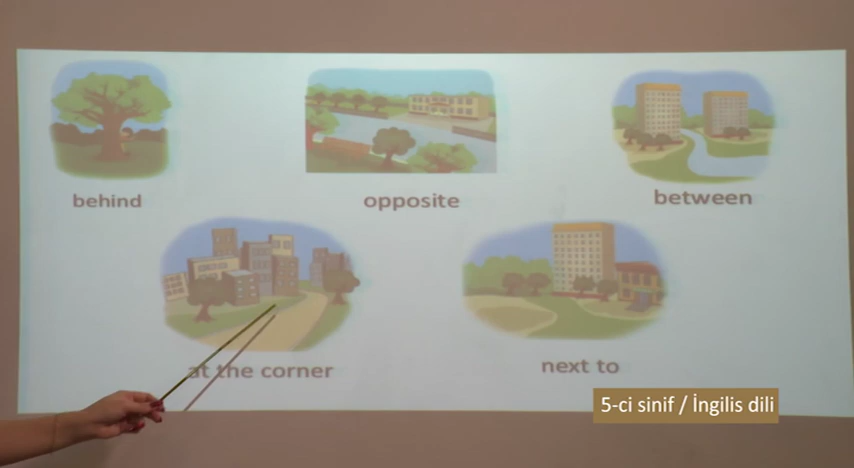 behind
opposite
between
at the corner
next to
5-ci sinif / İngilis dili